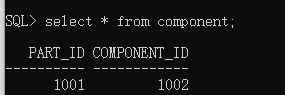 SQL> select * from component;
PART_ID COMPONENT_ID
---------- ------------
1001 1002